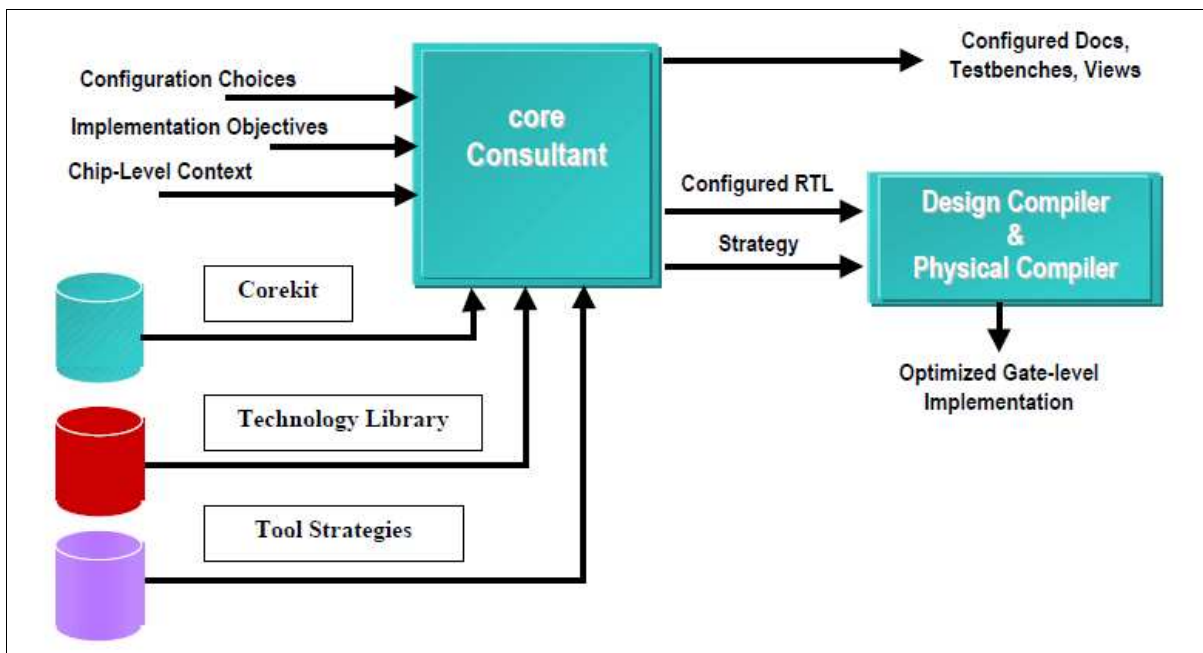 Configuration Choices
Implementation Objectives
Chip-Level Context
core
Consultant
Configured Docs,
Testbenches, Views
Configured RTL
Strategy
Design Compiler
&
Physical Compiler
Optimized Gate-level
Implementation
Corekit
Technology Library
Tool Strategies